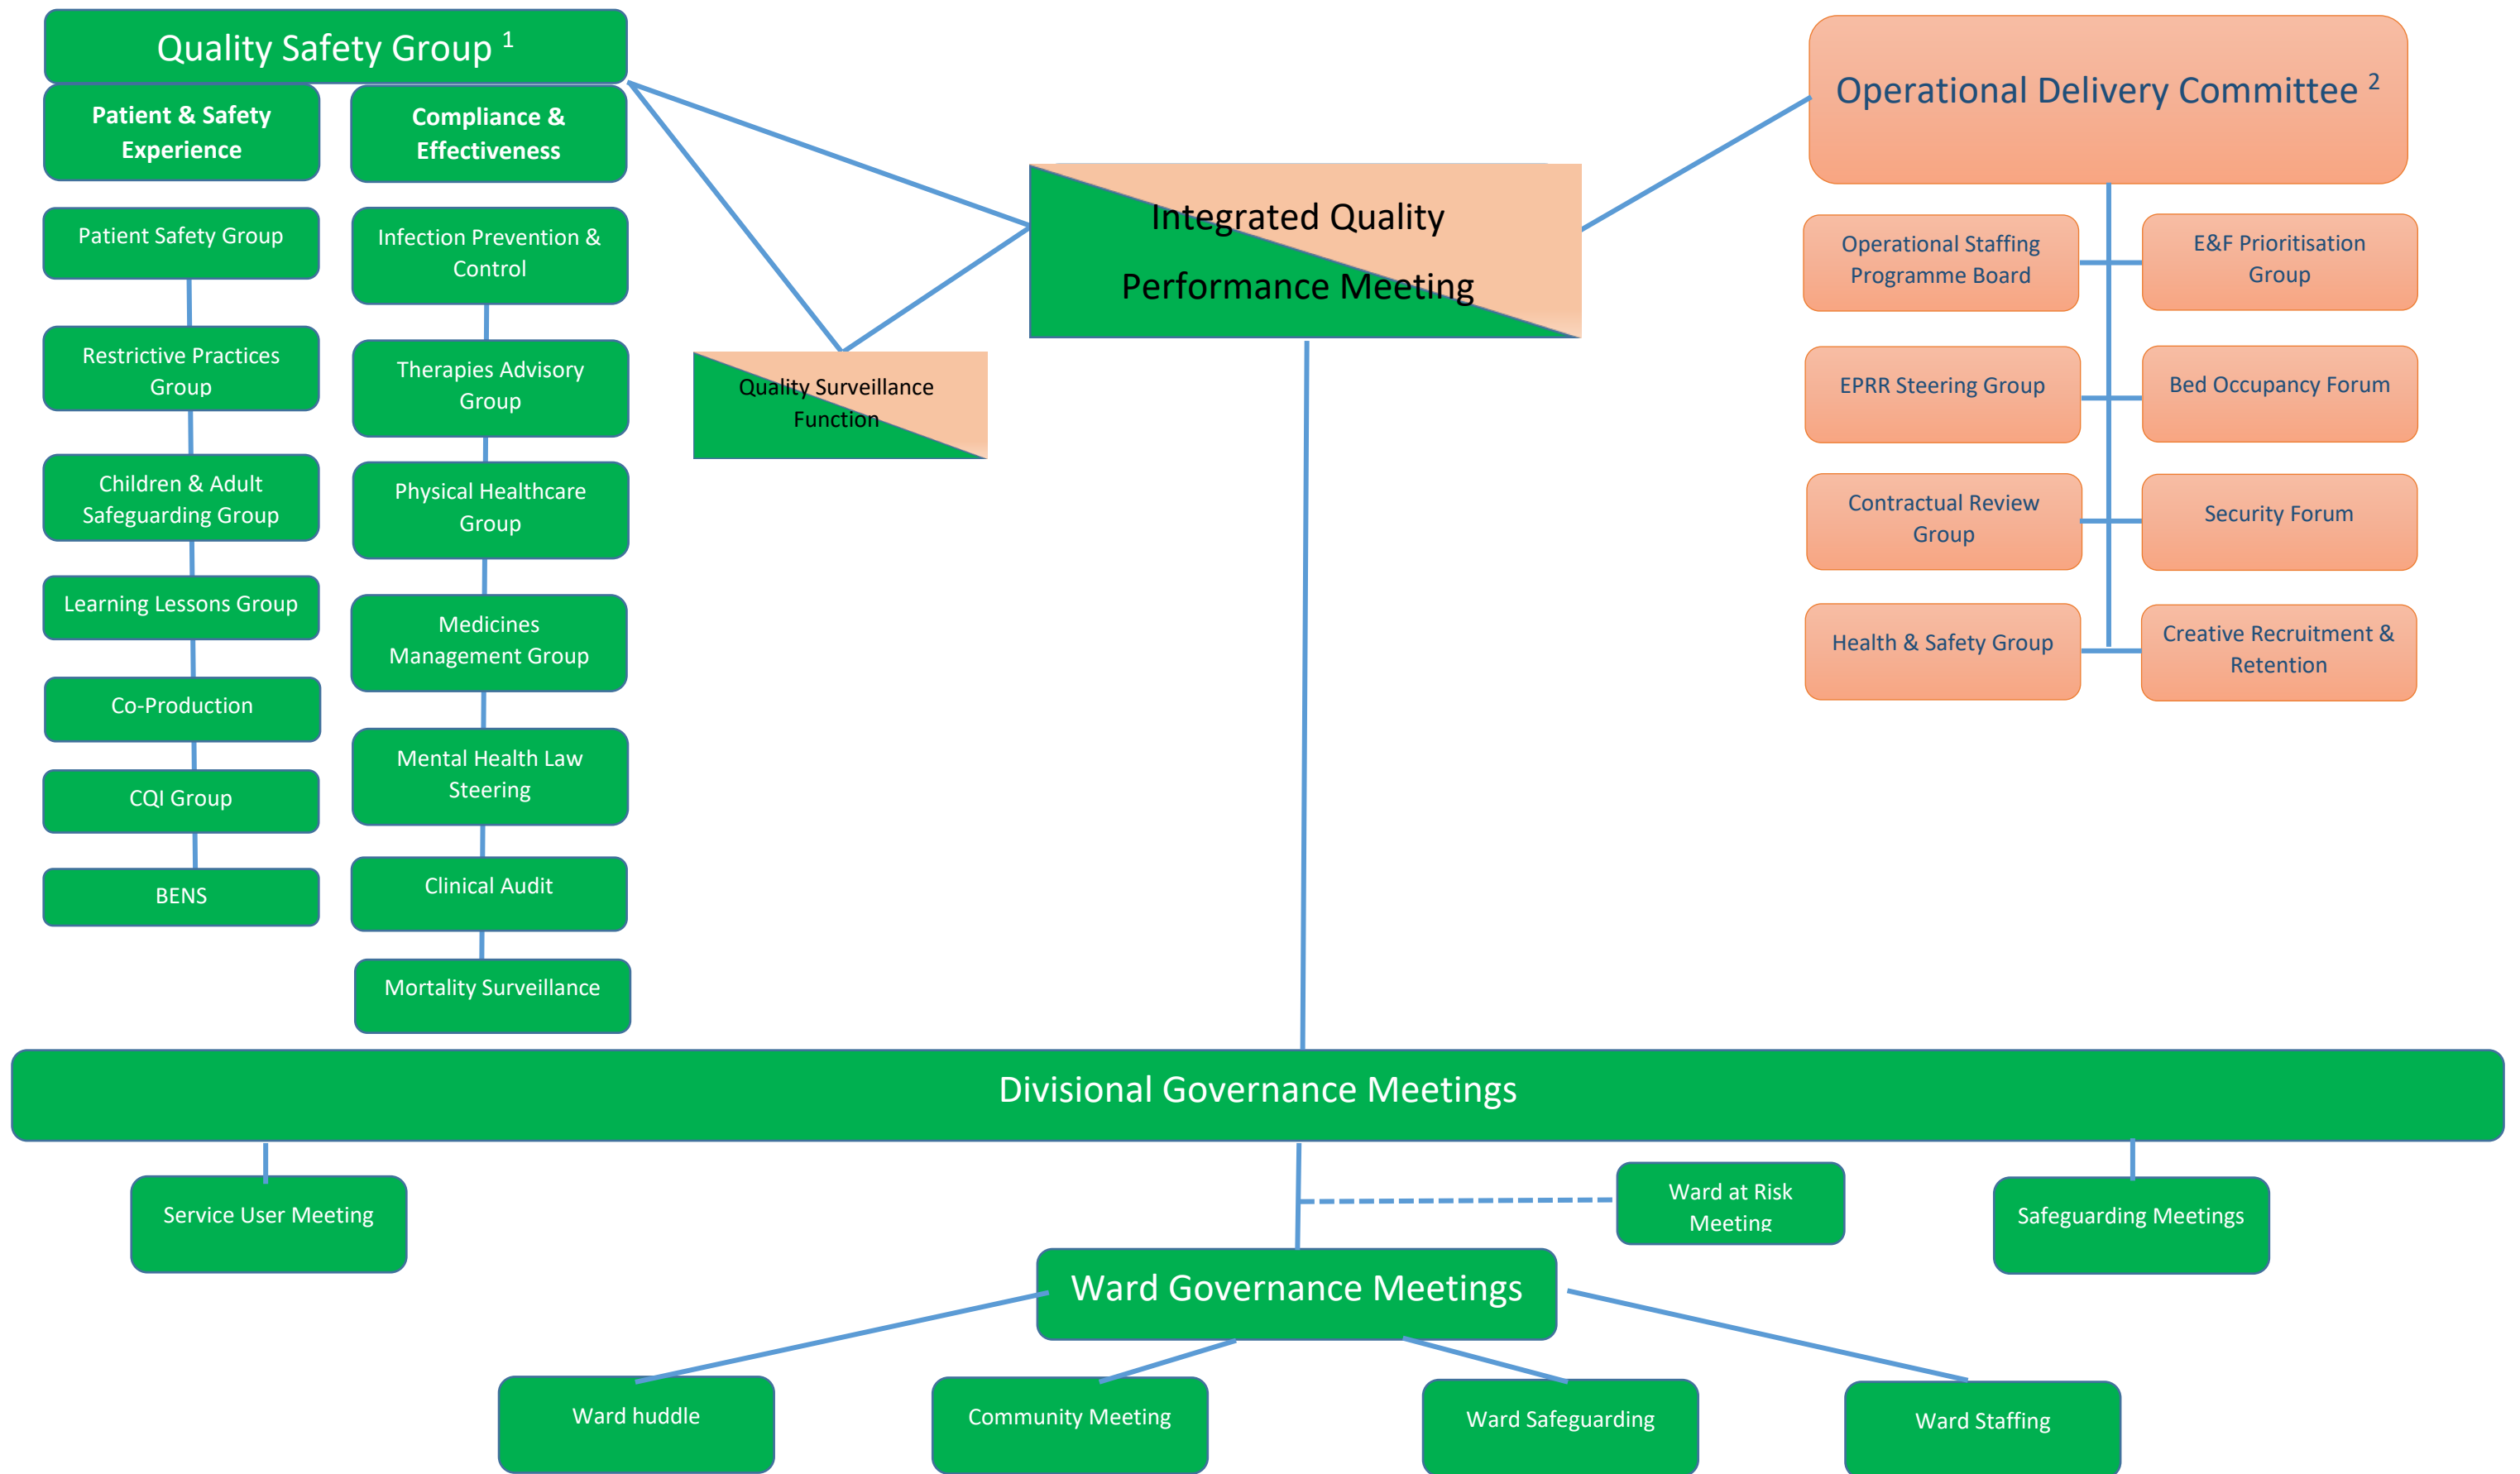 Quality Safety Group 1
Patient & Safety
Experience
Compliance &
Effectiveness
Patient Safety Group
Restrictive Practices
Group
Children & Adult
Safeguarding Group
Learning Lessons Group
Co-Production
CQI Group
BENS
Infection Prevention &
Control
Therapies Advisory
Group
Physical Healthcare
Group
Medicines
Management Group
Mental Health Law
Steering
Clinical Audit
Mortality Surveillance
Integrated Quality
Performance Meeting
Quality Surveillance
Function
Operational Delivery Committee 2
Operational Staffing
Programme Board
E&F Prioritisation
Group
EPRR Steering Group
Bed Occupancy Forum
Contractual Review
Group
Security Forum
Health & Safety Group
Creative Recruitment &
Retention
Divisional Governance Meetings
Service User Meeting
Ward at Risk
Meeting
Safeguarding Meetings
Ward Governance Meetings
Ward huddle
Community Meeting
Ward Safeguarding
Ward Staffing